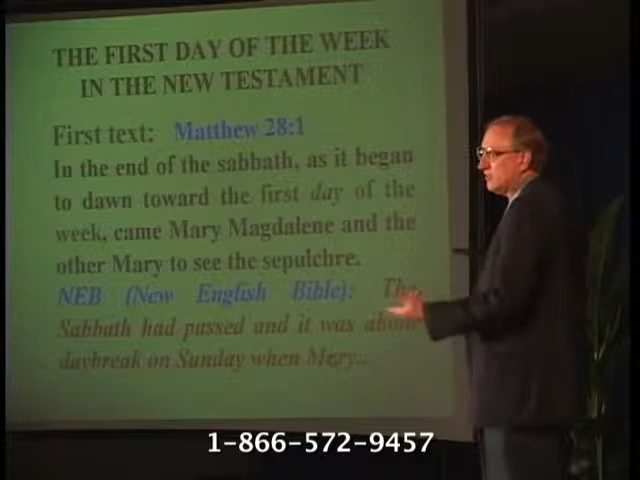 THE FIRST DAY OF THE WEEK
IN THE NEW TESTAMENT
First text: Matthew 28:1
In the end of the sabbath, as it began
to dawn toward the first day of the
week, came Mary Magdalene and the
other Mary to see the sepulchre.
NEB (New English Bible): The
Sabbath had passed and it was about
daybreak on Sunday when Mary...
1-866-572-9457